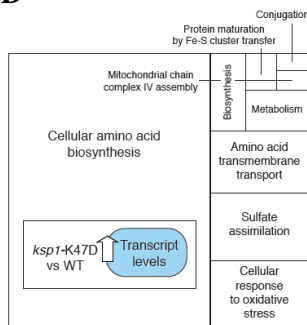 Conjugation
Protein maturation
by Fe-S cluster transfer
Mitochondrial chain
complex IV assembly
Biosynthesis
Metabolism
Cellular amino acid
biosynthesis
Amino acid
transmembrane
transport
Sulfate
assimilation
ksp1-K47D
vs WT
Transcript
levels
Cellular
response
to oxidative
stress